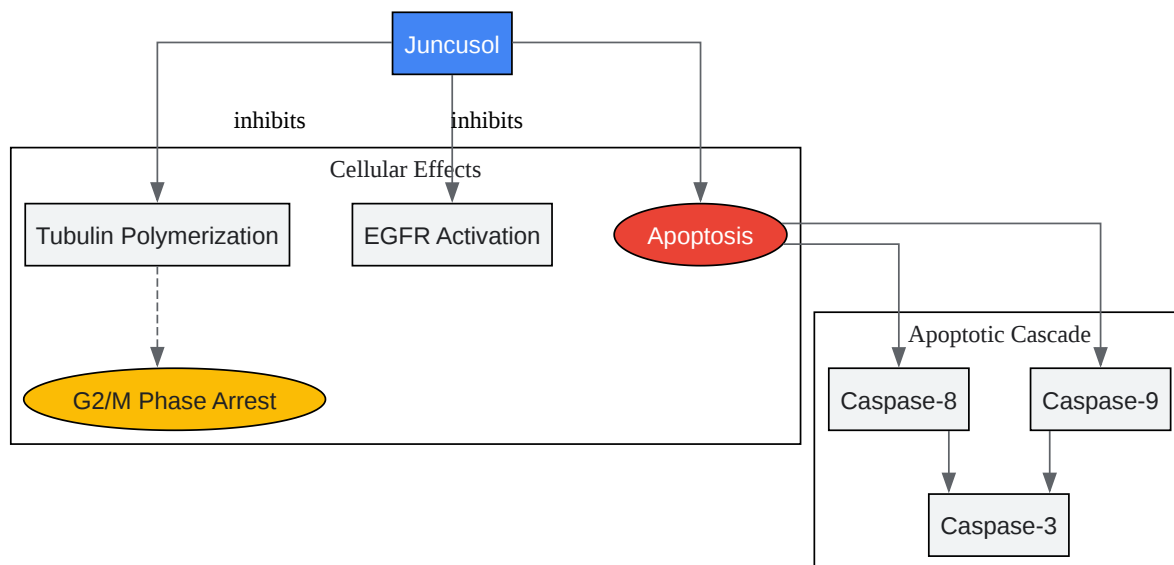 Juncusol
inhibits
inhibits
Cellular Effects
Tubulin Polymerization
EGFR Activation
Apoptosis
Apoptotic Cascade
G2/M Phase Arrest
Caspase-8
Caspase-9
Caspase-3